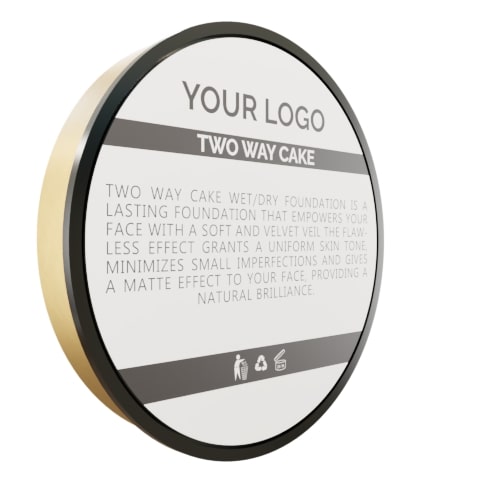 YOUR LOGO
TWO WAY CAKE
TWO WAY CAKE WET/DRY FOUNDATION IS A
LASTING FOUNDATION THAT EMPOWERS YOUR
FACE WITH A SOFT AND VELVET VEIL THE FLAW-
LESS EFFECT GRANTS A UNIFORM SKIN TONE,
MINIMIZES SMALL IMPERFECTIONS AND GIVES
A MATTE EFFECT TO YOUR FACE, PROVIDING A
NATURAL BRILLIANCE.